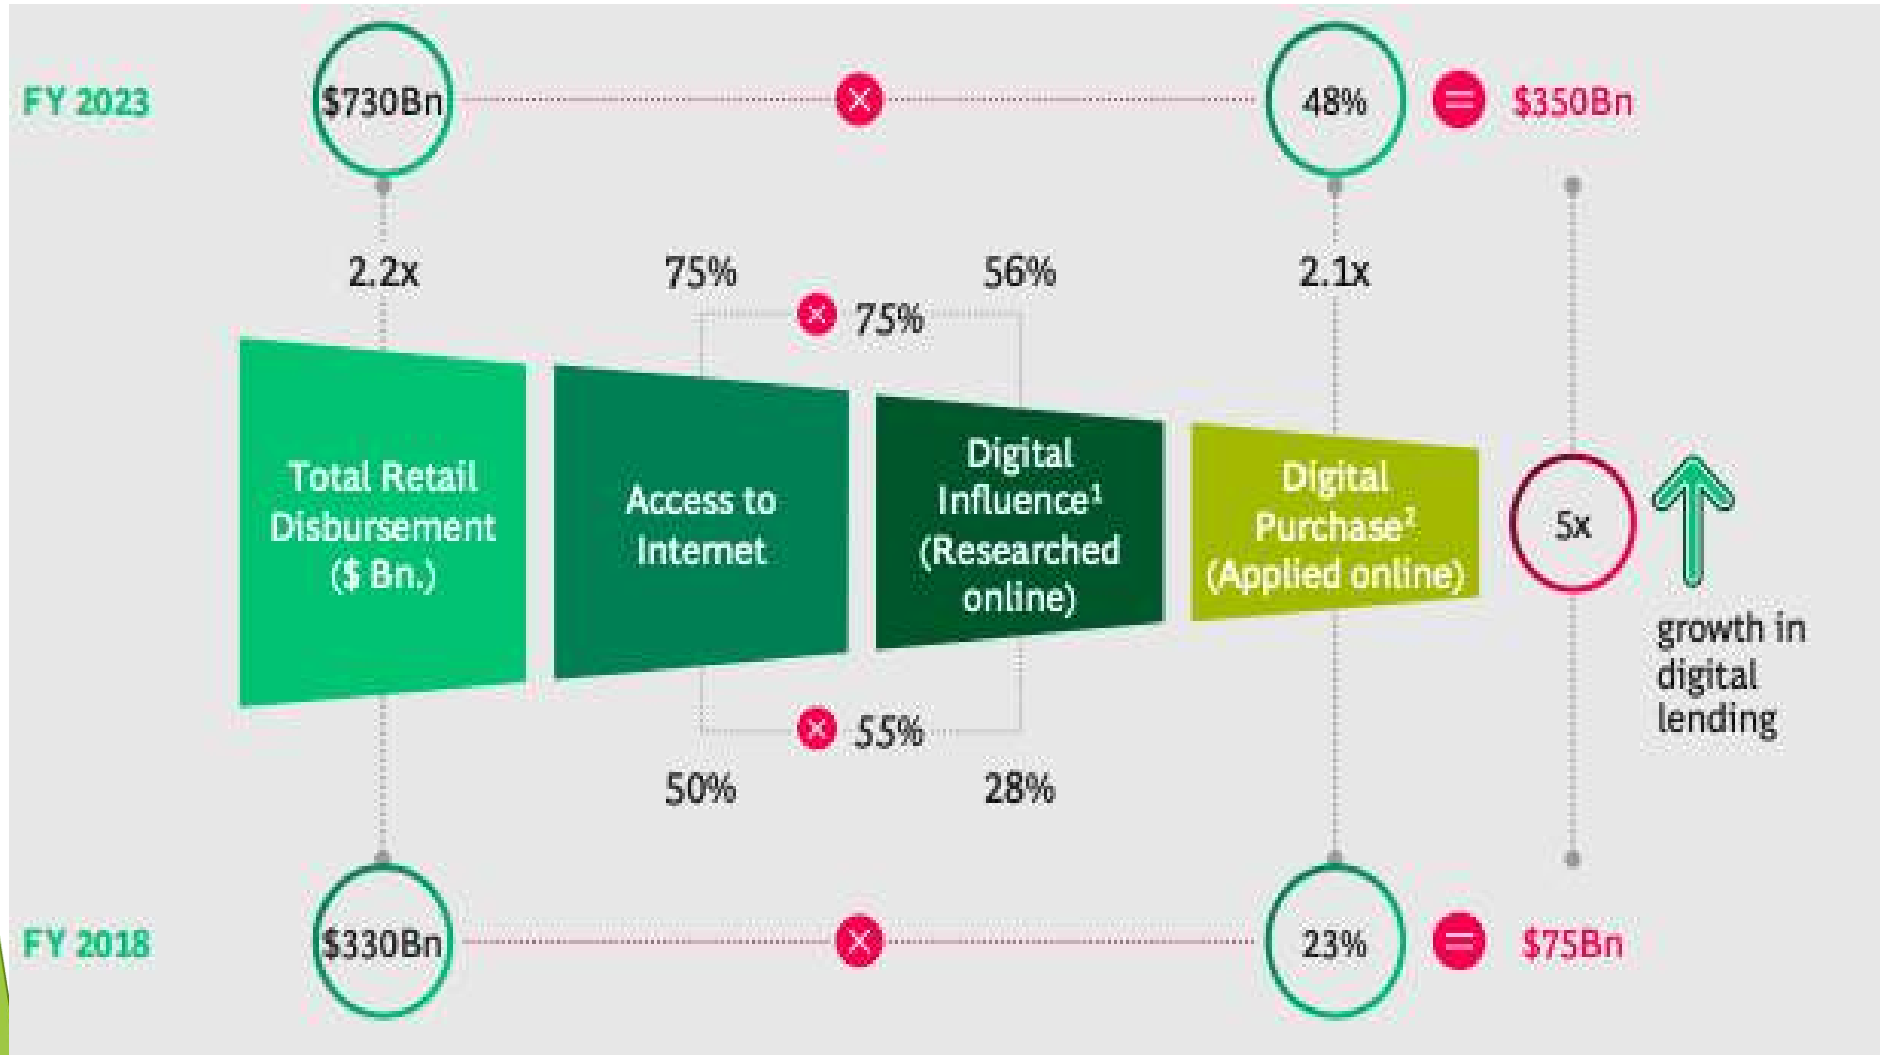 FY 2023
$730Bn
×
48%
=
$350Bn
2.2x
75%
56%
2.1x
×
75%
Total Retail
Disbursement
($ Bn.)
Access to
Internet
Digital
Influence¹
(Researched
online)
Digital
Purchase²
(Applied online)
5x
growth in
digital
lending
×
55%
50%
28%
FY 2018
$330Bn
×
23%
=
$75Bn